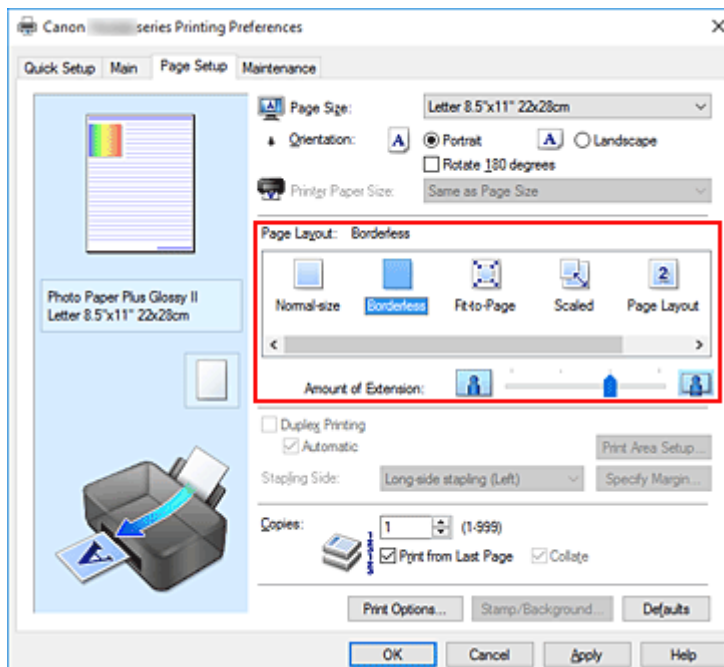 Canon series Printing Preferences
Quick Setup Main Page Setup Maintenance
Page Size: Letter 8.5"x11" 22x28cm
Orientation: A Portrait A Landscape
Rotate 180 degrees
Printer Paper Size: Same as Page Size
Page Layout: Borderless
Photo Paper Plus Glossy II
Letter 8.5"x11" 22x28cm
2
Normal-size Borderless Fit-to-Page Scaled Page Layout
Amount of Extension:
Duplex Printing
Automatic
Print Area Setup...
Stapling Side: Long-side stapling (Left) Specify Margin...
Copies: 1 (1-999)
Print from Last Page Collate
Print Options... Stamp/Background... Defaults
OK Cancel Apply Help